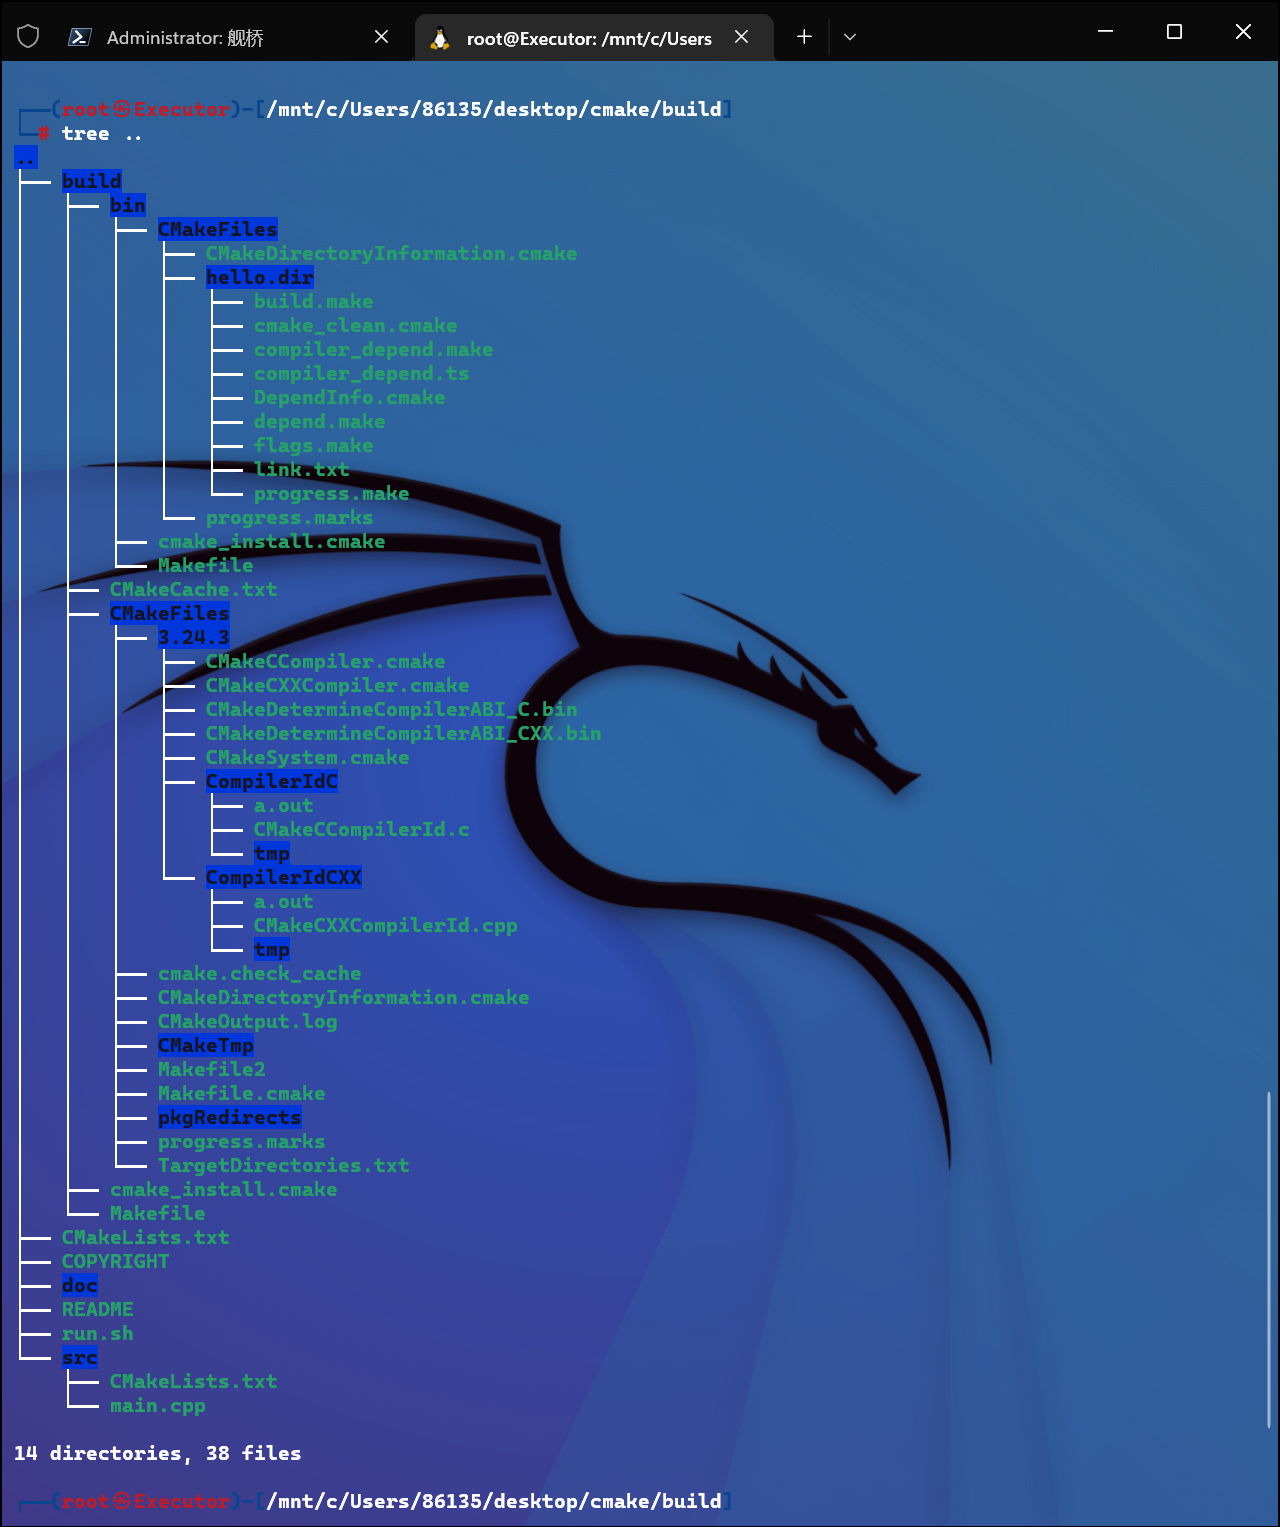 Administrator: 舰桥
root@Executor: /mnt/c/Users
┌──(root㉿Executor)-[/mnt/c/Users/86135/desktop/cmake/build]
└─# tree ..
..
├── build
│   ├── bin
│   │   ├── CMakeFiles
│   │   │   ├── CMakeDirectoryInformation.cmake
│   │   │   ├── hello.dir
│   │   │   │   ├── build.make
│   │   │   │   ├── cmake_clean.cmake
│   │   │   │   ├── compiler_depend.make
│   │   │   │   ├── compiler_depend.ts
│   │   │   │   ├── DependInfo.cmake
│   │   │   │   ├── depend.make
│   │   │   │   ├── flags.make
│   │   │   │   ├── link.txt
│   │   │   │   └── progress.make
│   │   │   └── progress.marks
│   │   ├── cmake_install.cmake
│   │   └── Makefile
│   ├── CMakeCache.txt
│   ├── CMakeFiles
│   │   ├── 3.24.3
│   │   │   ├── CMakeCCompiler.cmake
│   │   │   ├── CMakeCXXCompiler.cmake
│   │   │   ├── CMakeDetermineCompilerABI_C.bin
│   │   │   ├── CMakeDetermineCompilerABI_CXX.bin
│   │   │   ├── CMakeSystem.cmake
│   │   │   ├── CompilerIdC
│   │   │   │   ├── a.out
│   │   │   │   ├── CMakeCCompilerId.c
│   │   │   │   └── tmp
│   │   │   └── CompilerIdCXX
│   │   │       ├── a.out
│   │   │       ├── CMakeCXXCompilerId.cpp
│   │   │       └── tmp
│   │   ├── cmake.check_cache
│   │   ├── CMakeDirectoryInformation.cmake
│   │   ├── CMakeOutput.log
│   │   ├── CMakeTmp
│   │   ├── Makefile2
│   │   ├── Makefile.cmake
│   │   ├── pkgRedirects
│   │   ├── progress.marks
│   │   └── TargetDirectories.txt
│   ├── cmake_install.cmake
│   └── Makefile
├── CMakeLists.txt
├── COPYRIGHT
├── doc
├── README
├── run.sh
└── src
    ├── CMakeLists.txt
    └── main.cpp
14 directories, 38 files
┌──(root㉿Executor)-[/mnt/c/Users/86135/desktop/cmake/build]